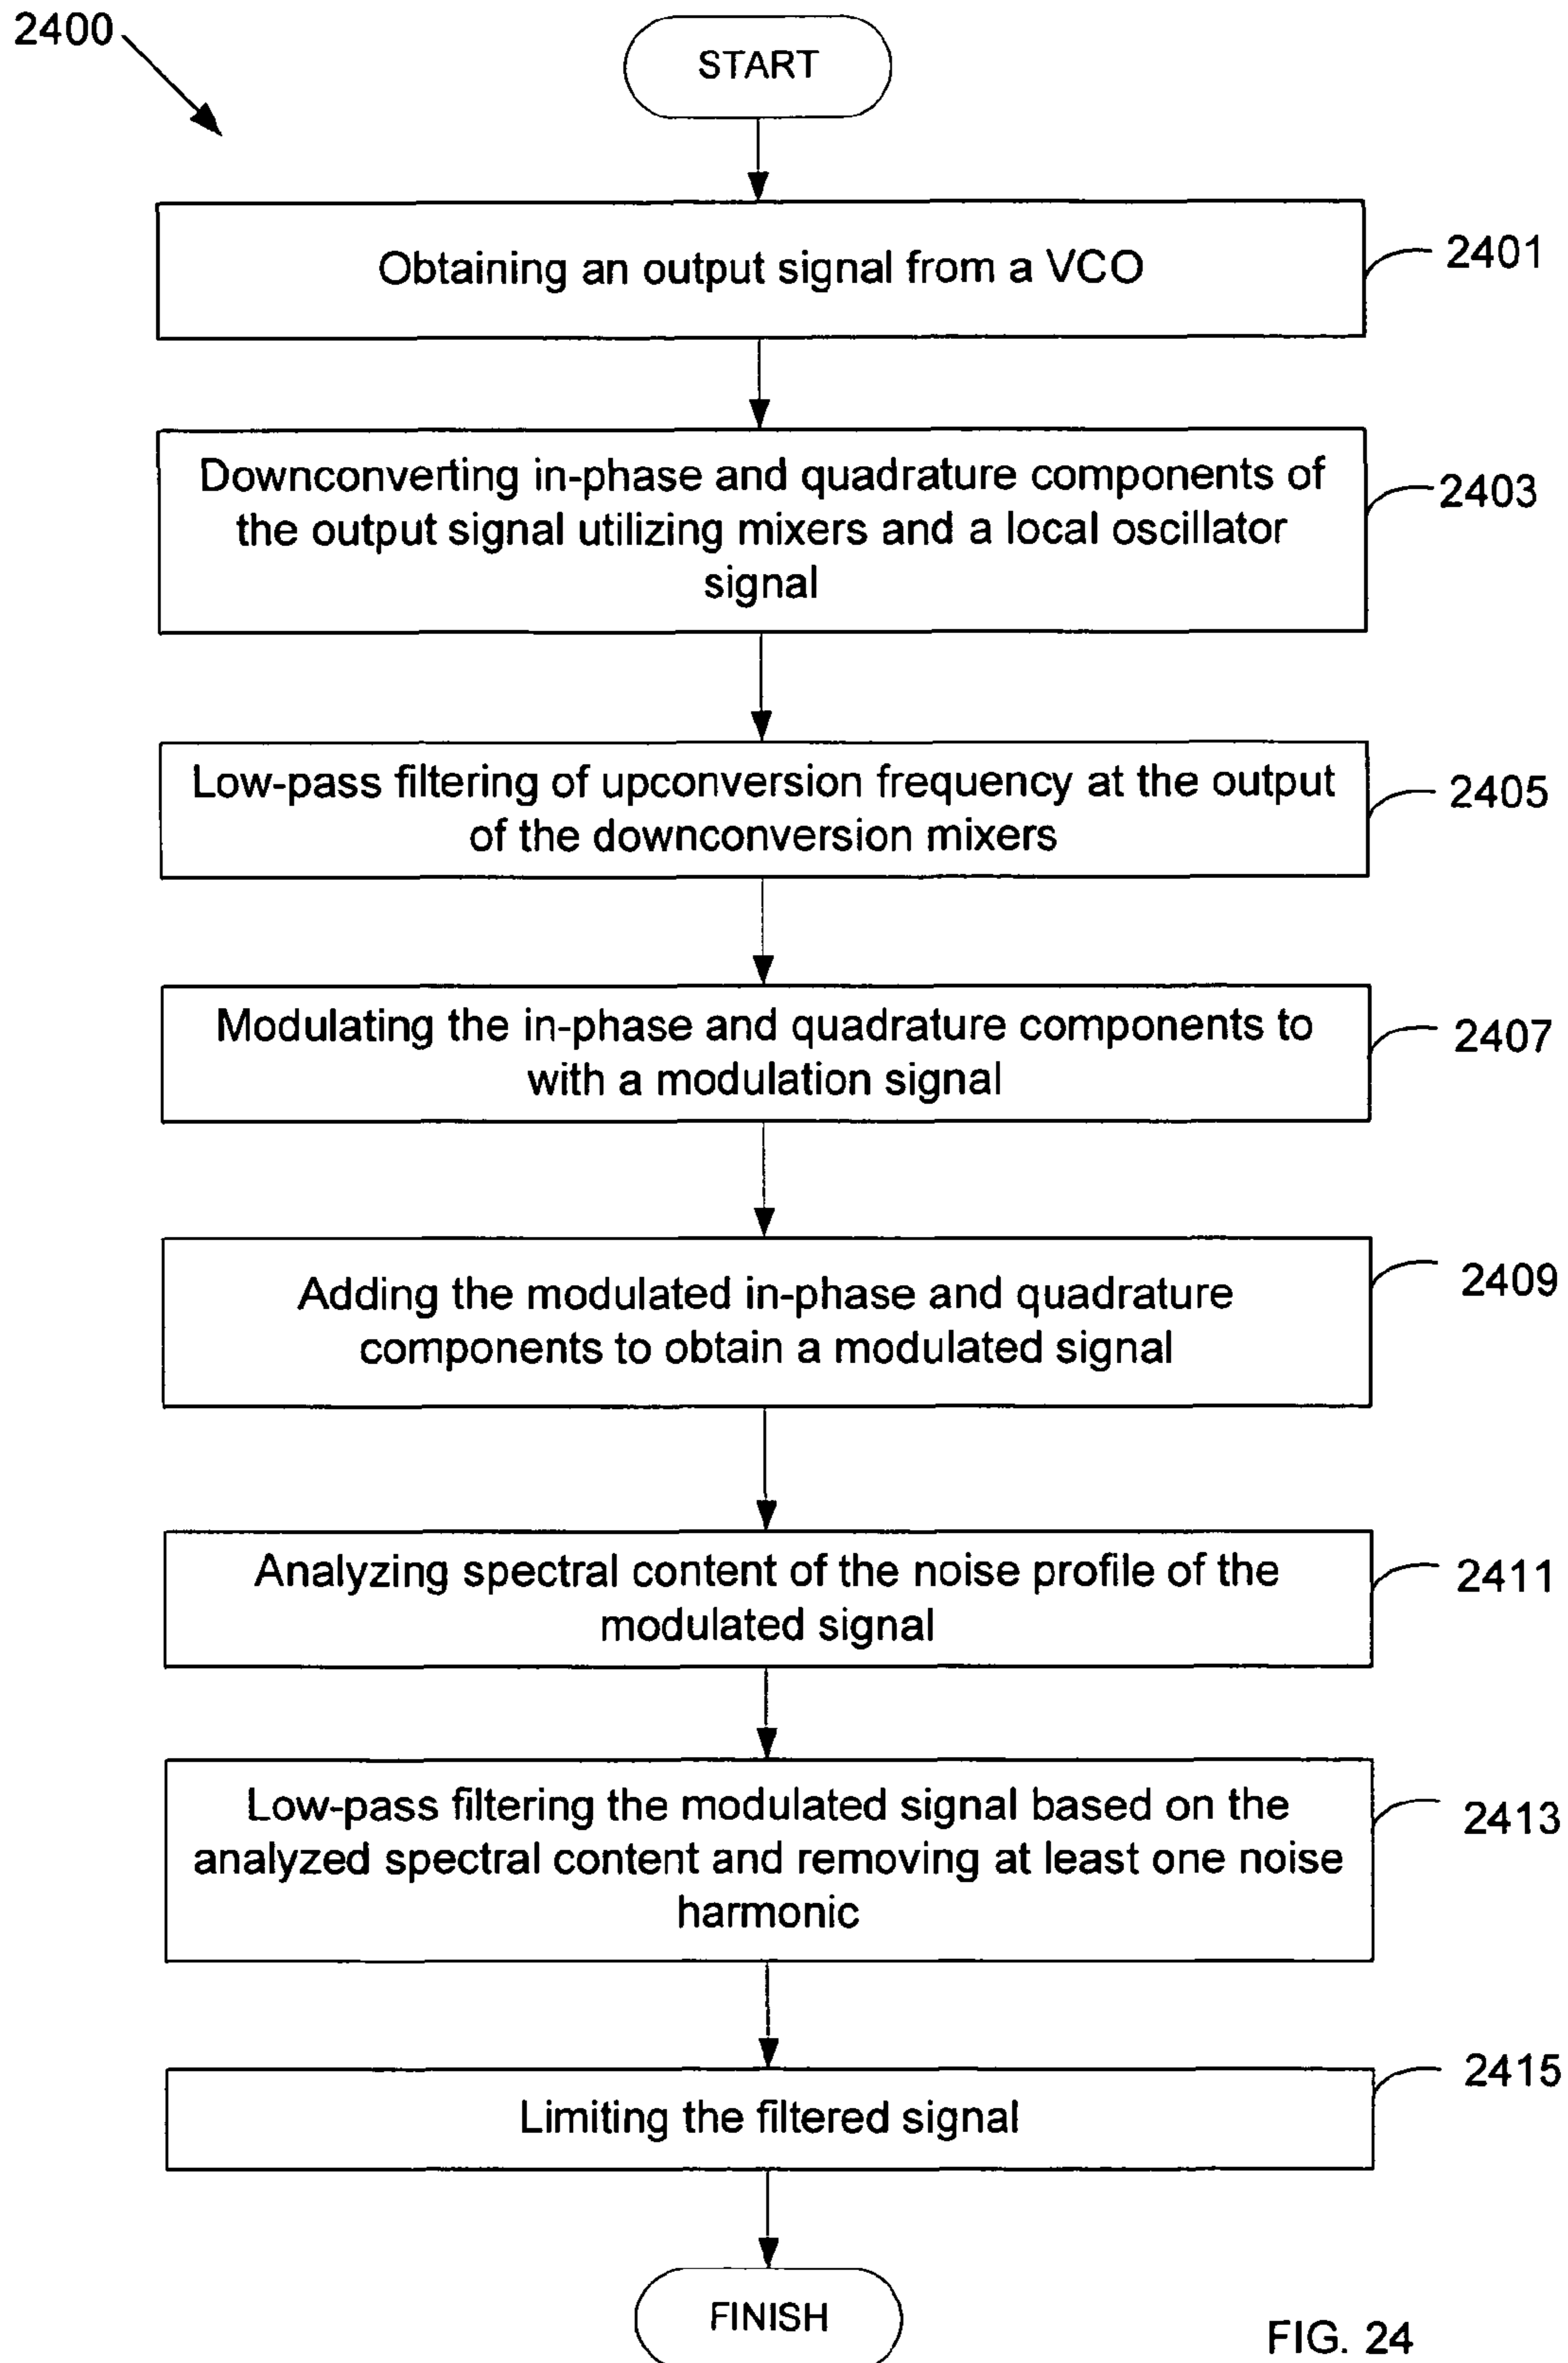 2400
START
Obtaining an output signal from a VCO
2401
Downconverting in-phase and quadrature components of
the output signal utilizing mixers and a local oscillator
signal
2403
Low-pass filtering of upconversion frequency at the output
of the downconversion mixers
2405
Modulating the in-phase and quadrature components to
with a modulation signal
2407
Adding the modulated in-phase and quadrature
components to obtain a modulated signal
2409
Analyzing spectral content of the noise profile of the
modulated signal
2411
Low-pass filtering the modulated signal based on the
analyzed spectral content and removing at least one noise
harmonic
2413
Limiting the filtered signal
2415
FINISH
FIG. 24